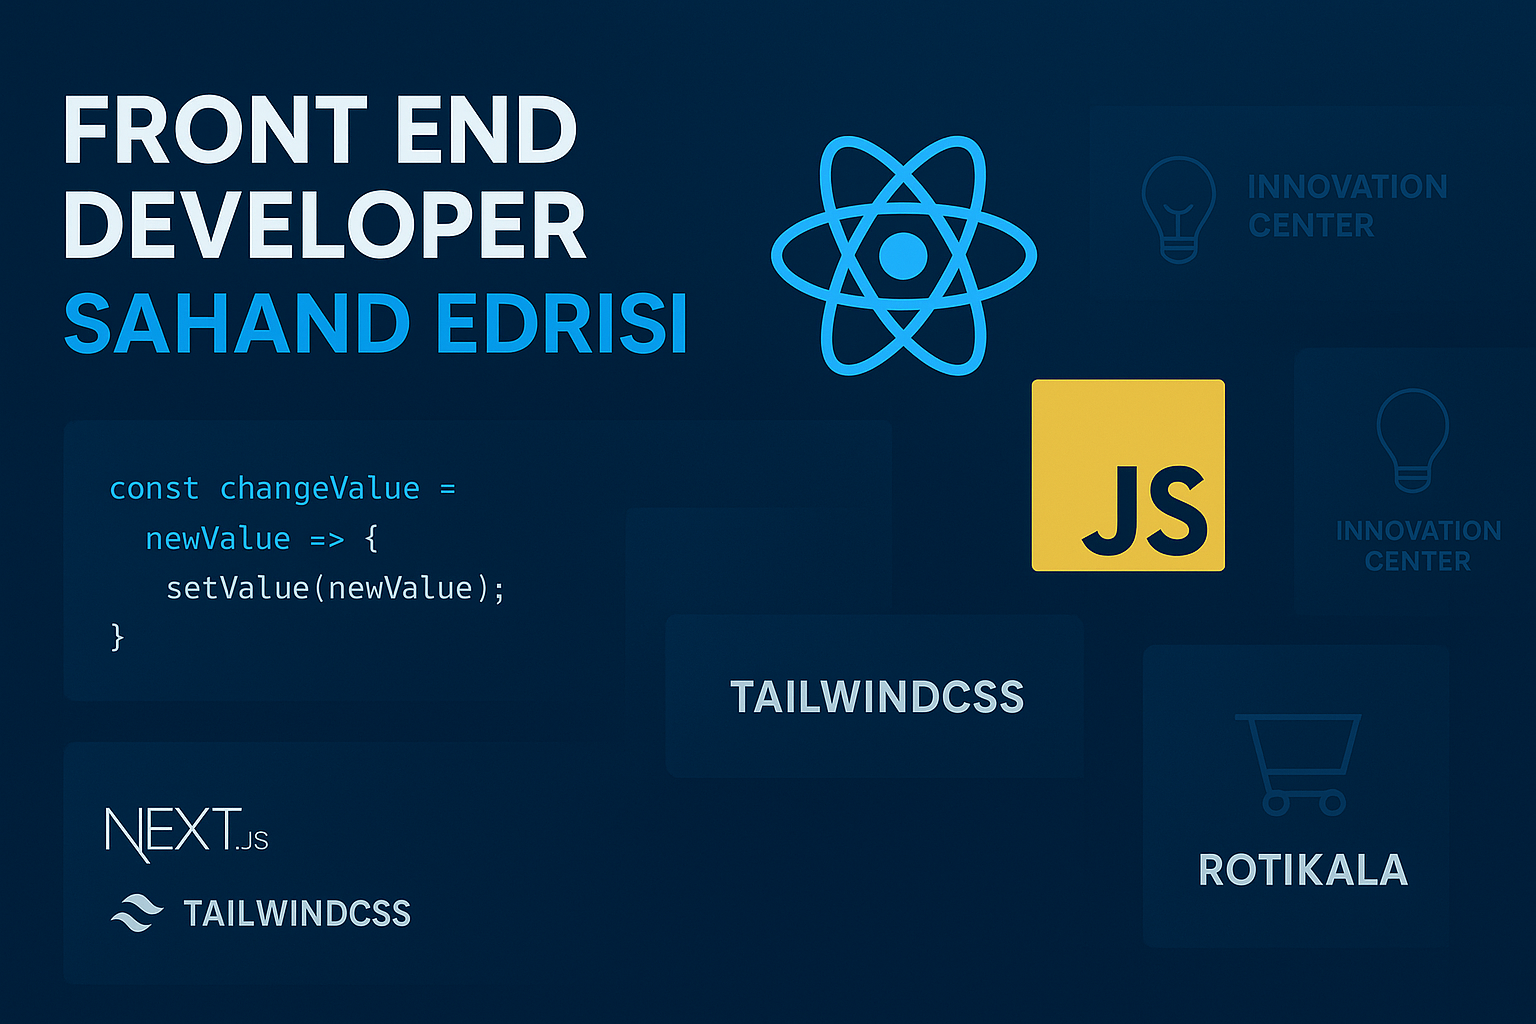 FRONT END
DEVELOPER
SAHAND EDRISI
const changeValue =
newValue => {
setValue(newValue);
}
NEXT.JS
TAILWINDCSS
TAILWINDCSS
JS
INNOVATION
CENTER
INNOVATION
CENTER
ROTIKALA